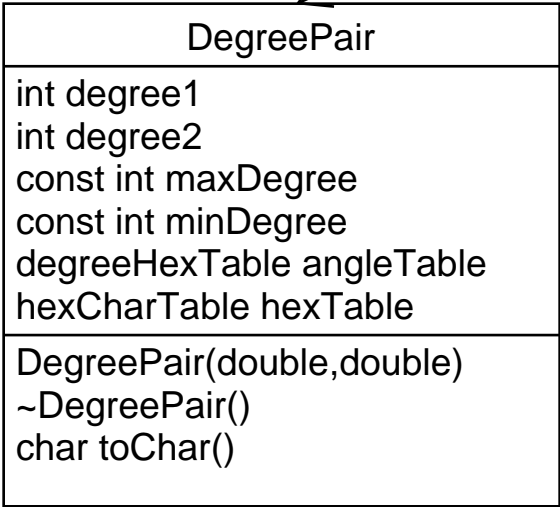 DegreePair
int degree1
int degree2
const int maxDegree
const int minDegree
degreeHexTable angleTable
hexCharTable hexTable
DegreePair(double,double)
~DegreePair()
char toChar()